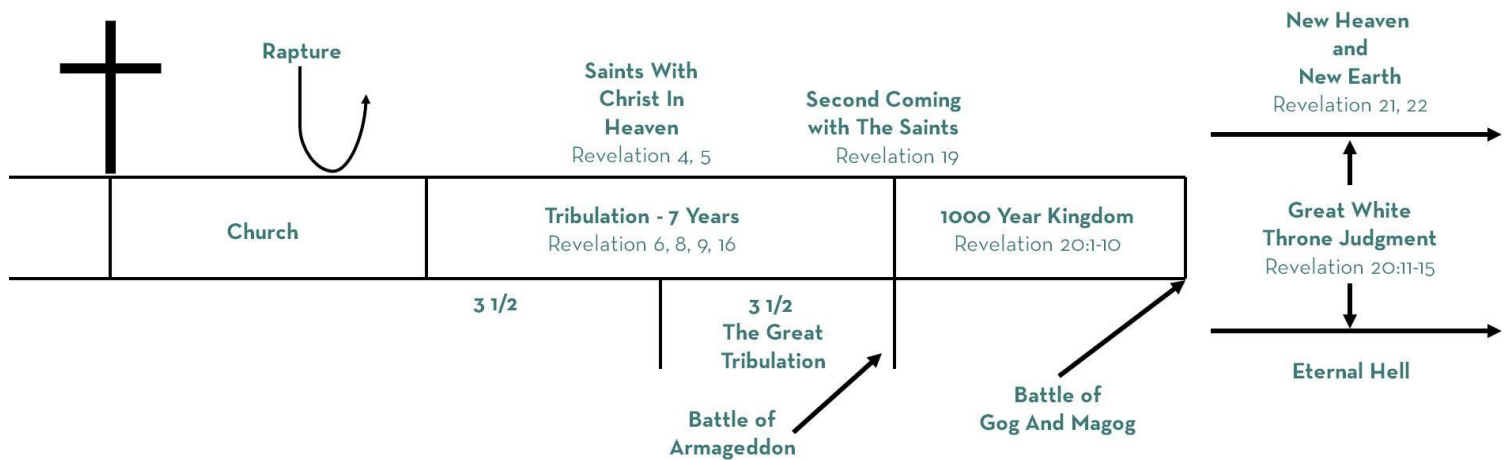 Rapture
Saints With
Christ In
Heaven
Revelation 4, 5
Second Coming
with The Saints
Revelation 19
New Heaven
and
New Earth
Revelation 21, 22
Church
Tribulation - 7 Years
Revelation 6, 8, 9, 16
1000 Year Kingdom
Revelation 20:1-10
Great White
Throne Judgment
Revelation 20:11-15
3 1/2
3 1/2
The Great
Tribulation
Battle of
Armageddon
Battle of
Gog And Magog
Eternal Hell